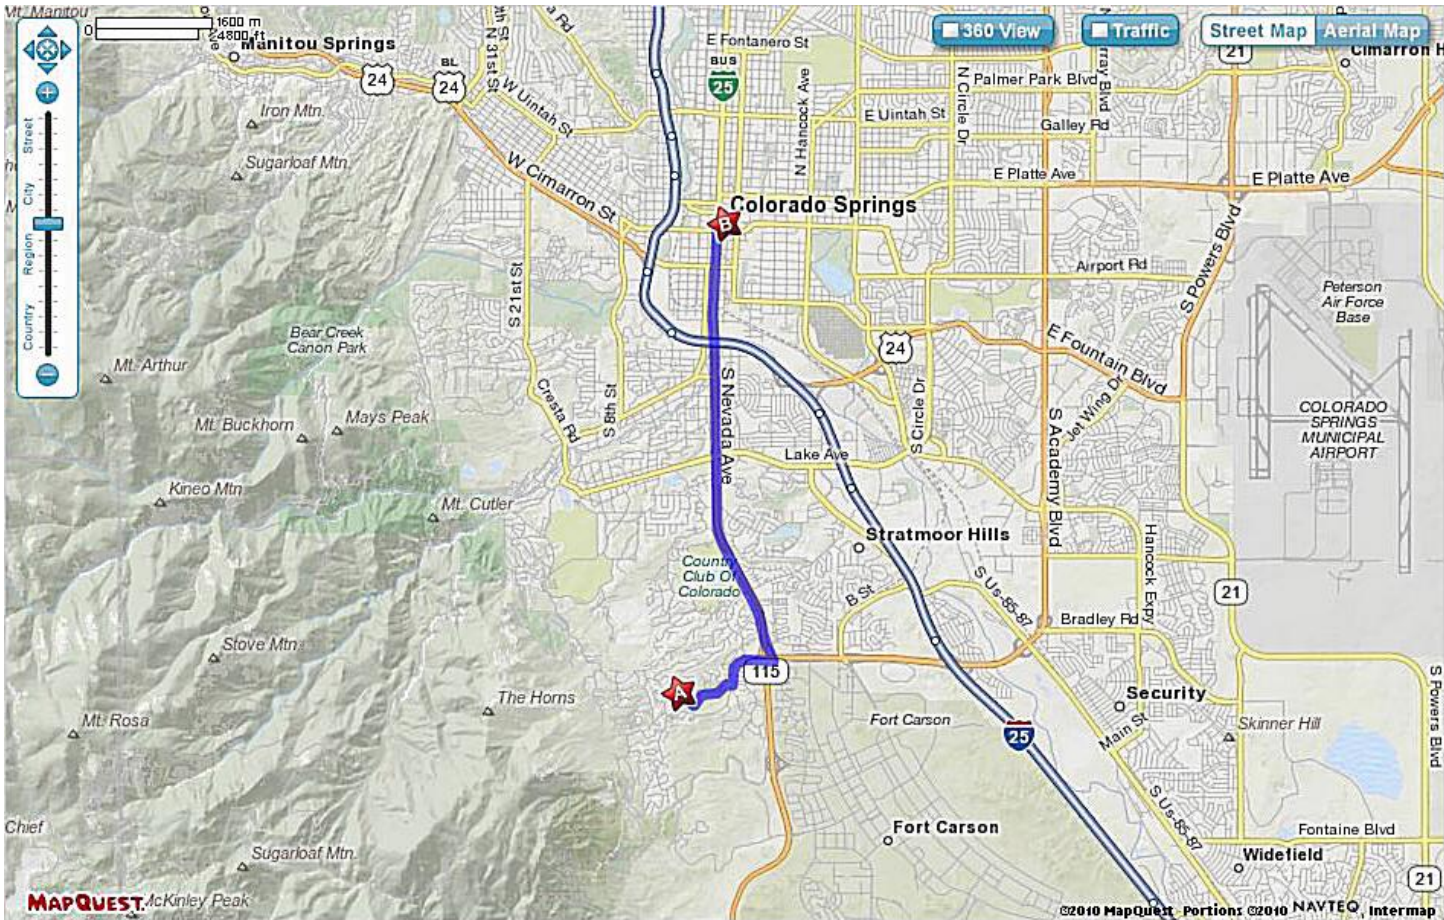 Mt. Manitou
1600 m
4800 ft
0
Manitou Springs
N 31st St
360 View
Traffic
Street Map
Aerial Map
E Fontanero St
BUS
25
BL
24
24
21
Cimarron H
Palmer Park Blvd
N Circle Dr
N Hancock Ave
E Uintah St
Galley Rd
W Uintah St
Iron Mtn.
Sugarloaf Mtn.
W Cimarron St
E Platte Ave
E Platte Ave
B
Colorado Springs
Street
City
Region
Country
S 21st St
Airport Rd
S Powers Blvd
Peterson
Air Force
Base
Bear Creek
Canon Park
24
E Fountain Blvd
Mt. Arthur
S Nevada Ave
S 8th St
Cresta Rd
S Circle Dr
Jet Wing Dr
S Academy Blvd
COLORADO
SPRINGS
MUNICIPAL
AIRPORT
Mt. Buckhorn
Mays Peak
Lake Ave
Kineo Mtn.
Mt. Cutler
Stratmoor Hills
Hancock Expy
Country
Club Of
Colorado
B St
S Us-85-87
21
Bradley Rd
Stove Mtn.
115
A
The Horns
Security
S Powers Blvd
Mt. Rosa
Fort Carson
25
Main St
Skinner Hill
S Us-85-87
Chief
Fort Carson
Fontaine Blvd
Sugarloaf Mtn.
Widefield
21
MAPQUEST.
McKinley Peak
©2010 MapQuest Portions ©2010 NAVTEQ, Intermap